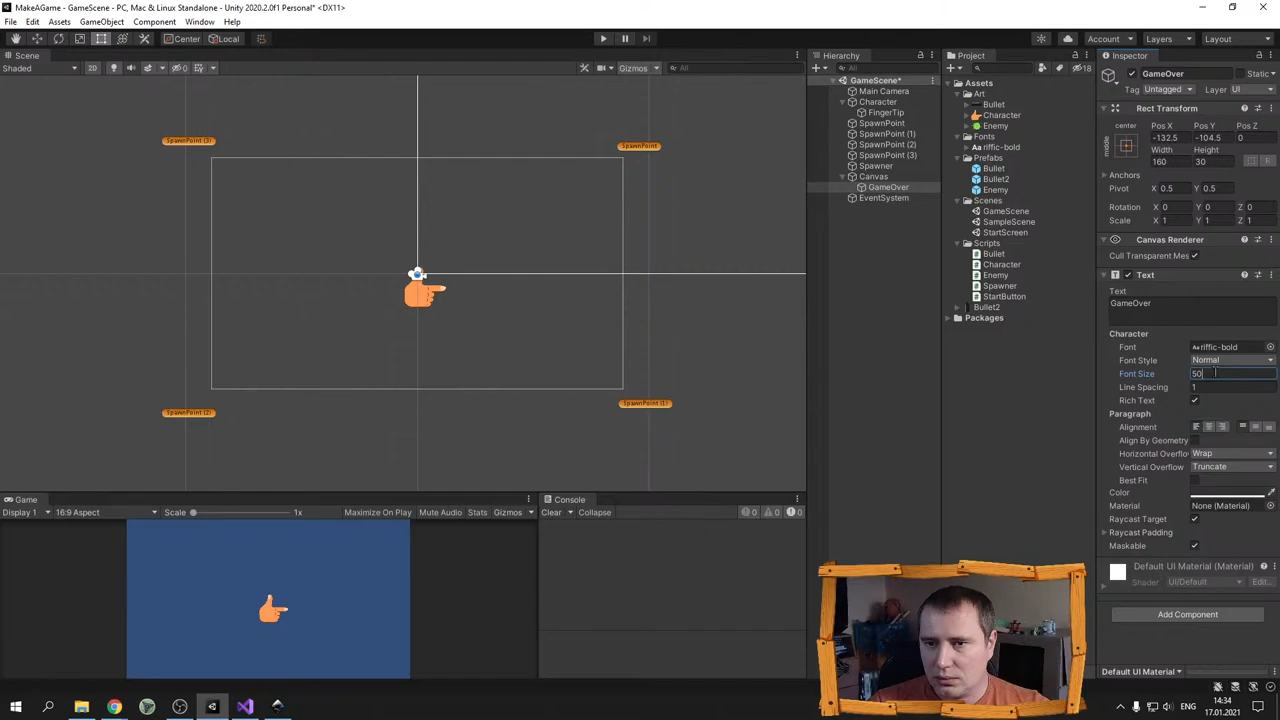 MakeAGame - GameScene - PC, Mac & Linux Standalone - Unity 2020.2.0f1 Personal* <DX11>
File Edit Assets GameObject Component Window Help
Center Local Account Layers Layout
Scene
Shaded 2D 0 Gizmos All
SpawnPoint (3)
SpawnPoint
SpawnPoint (2)
SpawnPoint (1)
Game
Display 1 16:9 Aspect Scale 1x Maximize On Play Mute Audio Stats Gizmos
Console
Clear Collapse 0 0 0
Hierarchy
All
GameScene*
Main Camera
Character
FingerTip
SpawnPoint
SpawnPoint (1)
SpawnPoint (2)
SpawnPoint (3)
Spawner
Canvas
GameOver
EventSystem
Project
18
Assets
Art
Bullet
Character
Enemy
Fonts
Aa riffic-bold
Prefabs
Bullet
Bullet2
Enemy
Scenes
GameScene
SampleScene
StartScreen
Scripts
Bullet
Character
Enemy
Spawner
StartButton
Bullet2
Packages
Inspector
GameOver Static
Tag Untagged Layer UI
Rect Transform
center Pos X Pos Y Pos Z
middle -132.5 -104.5 0
Width Height
160 30 R
Anchors
Pivot X 0.5 Y 0.5
Rotation X 0 Y 0 Z 0
Scale X 1 Y 1 Z 1
Canvas Renderer
Cull Transparent Mes
T Text
Text
GameOver
Character
Font Aa riffic-bold
Font Style Normal
Font Size 50
Line Spacing 1
Rich Text
Paragraph
Alignment
Align By Geometry
Horizontal Overflo Wrap
Vertical Overflow Truncate
Best Fit
Color
Material None (Material)
Raycast Target
Raycast Padding
Maskable
Default UI Material (Material)
Shader UI/Default Edit...
Add Component
Default UI Material
ENG
14:34
17.01.2021